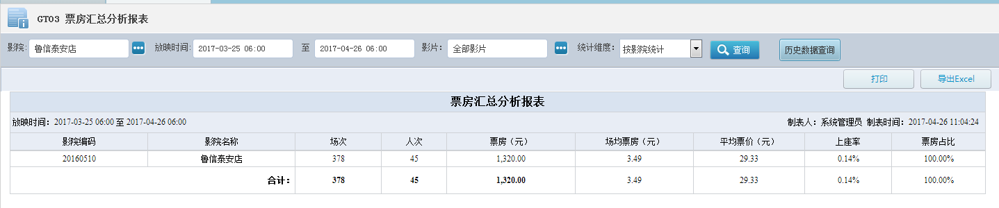 GT03 票房汇总分析报表
影院: 鲁信泰安店 放映时间: 2017-03-25 06:00 至 2017-04-26 06:00 影片: 全部影片 统计维度: 按影院统计 查询 历史数据查询
打印 导出Excel
票房汇总分析报表
放映时间：2017-03-25 06:00 至 2017-04-26 06:00 制表人：系统管理员 制表时间：2017-04-26 11:04:24
影院编码 影院名称 场次 人次 票房（元） 场均票房（元） 平均票价（元） 上座率 票房占比
20160510 鲁信泰安店 378 45 1,320.00 3.49 29.33 0.14% 100.00%
合计： 378 45 1,320.00 3.49 29.33 0.14% 100.00%